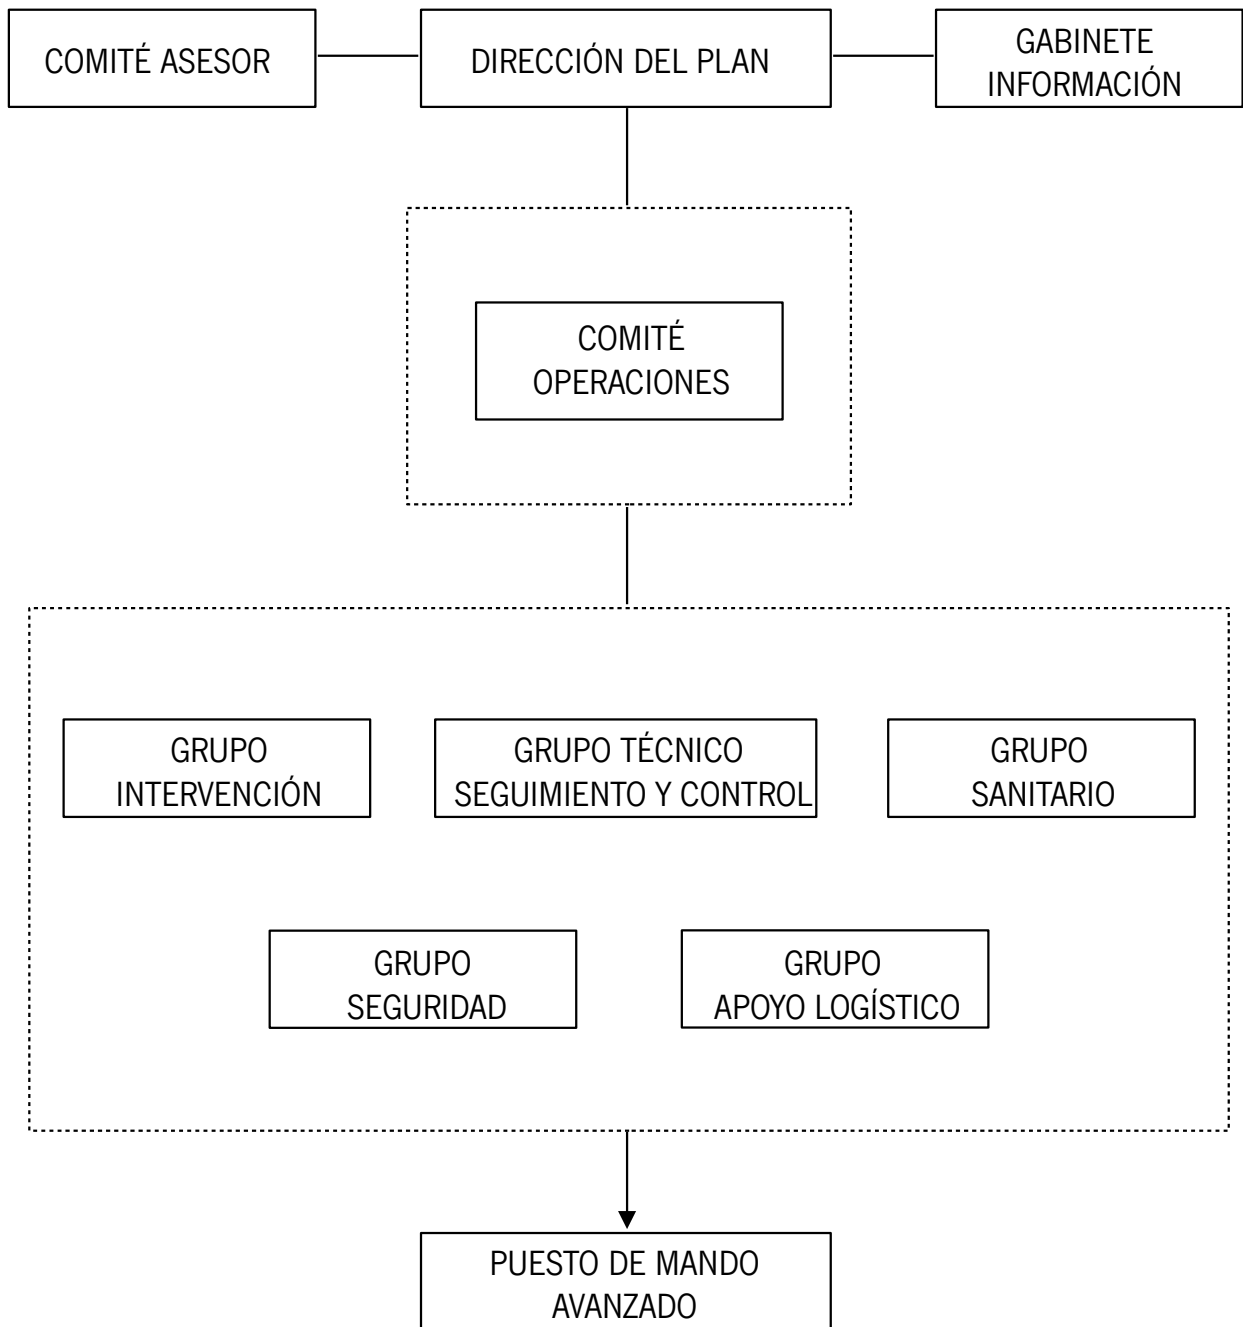 COMITÉ ASESOR
DIRECCIÓN DEL PLAN
GABINETE
INFORMACIÓN
COMITÉ
OPERACIONES
GRUPO
INTERVENCIÓN
GRUPO TÉCNICO
SEGUIMIENTO Y CONTROL
GRUPO
SANITARIO
GRUPO
SEGURIDAD
GRUPO
APOYO LOGÍSTICO
PUESTO DE MANDO
AVANZADO